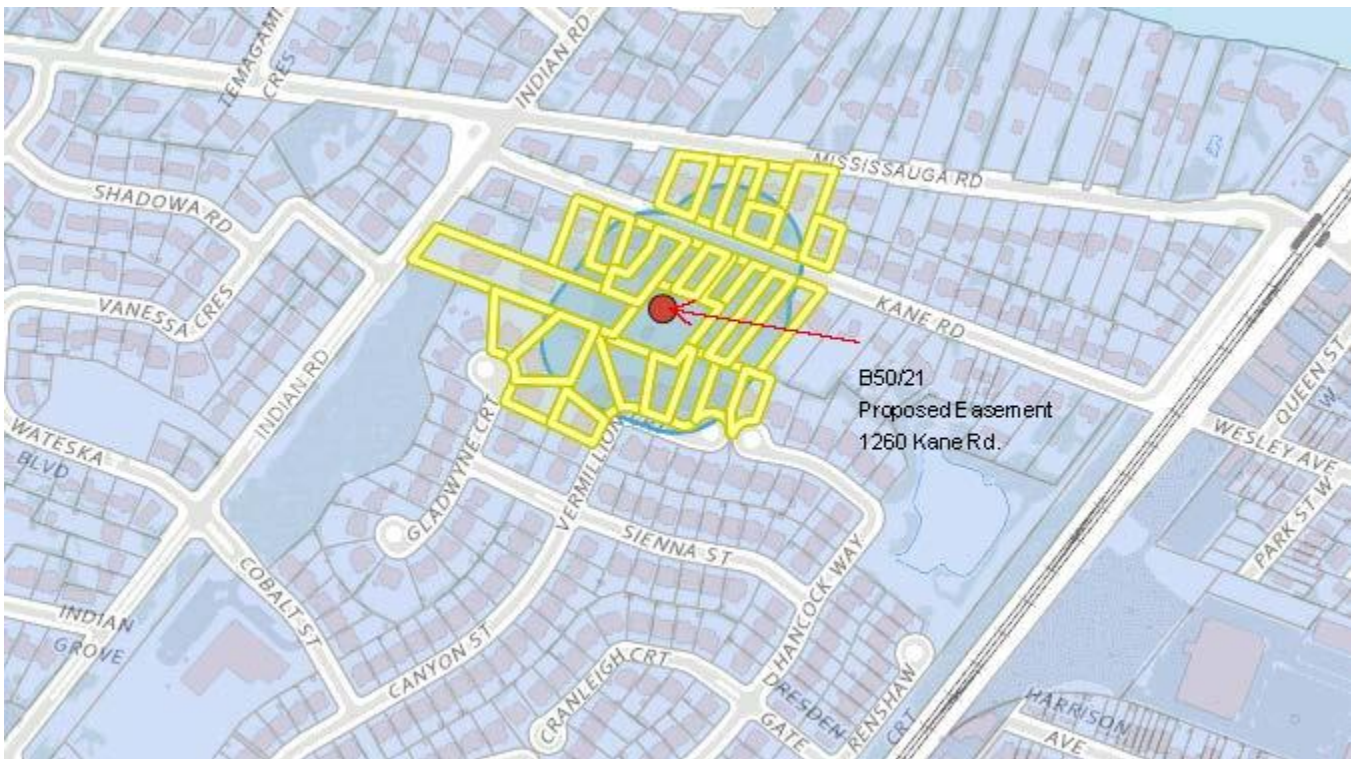 TEMAGAMI
CRES
INDIAN RD
MISSISSAUGA RD
SHADOWA RD
VANESSA CRES
INDIAN RD
KANE RD
QUEEN ST
W
B50/21
Proposed Easement
1260 Kane Rd.
WESLEY AVE
PARK ST W
WATESKA
BLVD
GLADWYNE CRT
VERMILLION
SIENNA ST
HANCOCK WAY
COBALT ST
INDIAN
GROVE
CANYON ST
CRANLEIGH CRT
DRESDEN
GATE
RENSHAW
CRT
HARRISON
AVE